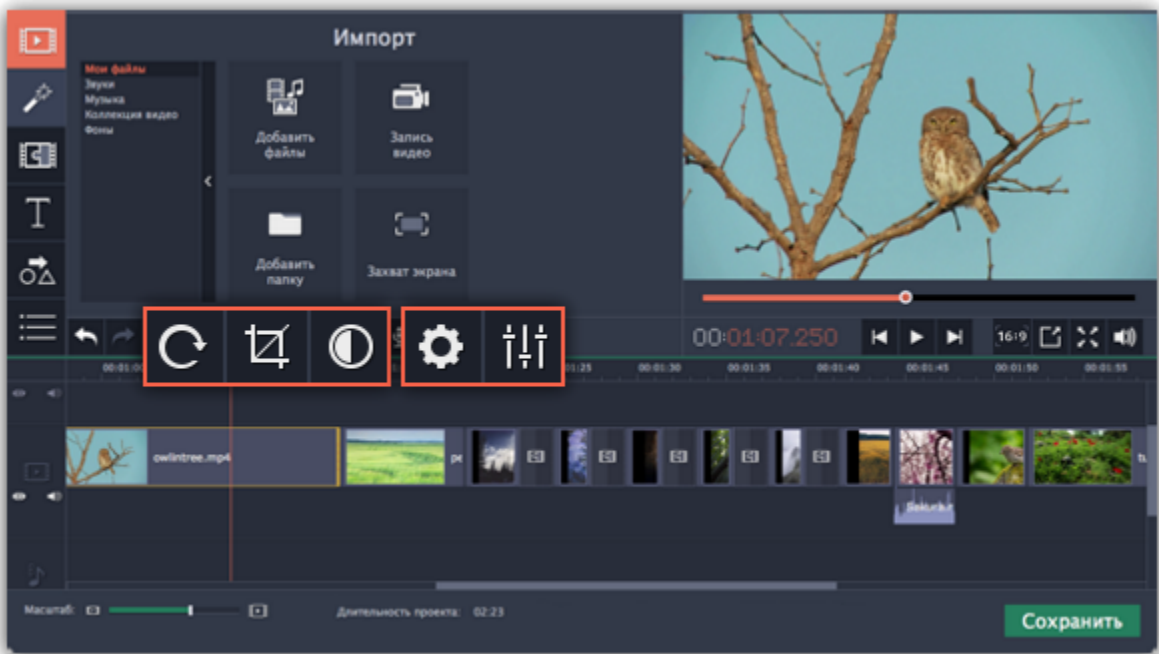 Импорт
Мои файлы
Звуки
Музыка
Коллекция видео
Фоны
Добавить файлы
Запись видео
Добавить папку
Захват экрана
T
00:01:07.250
16:9
00:01:30
00:01:35
00:01:40
00:01:45
00:01:50
00:01:55
owlintree.mp4
Масштаб:
Длительность проекта: 02:23
Сохранить